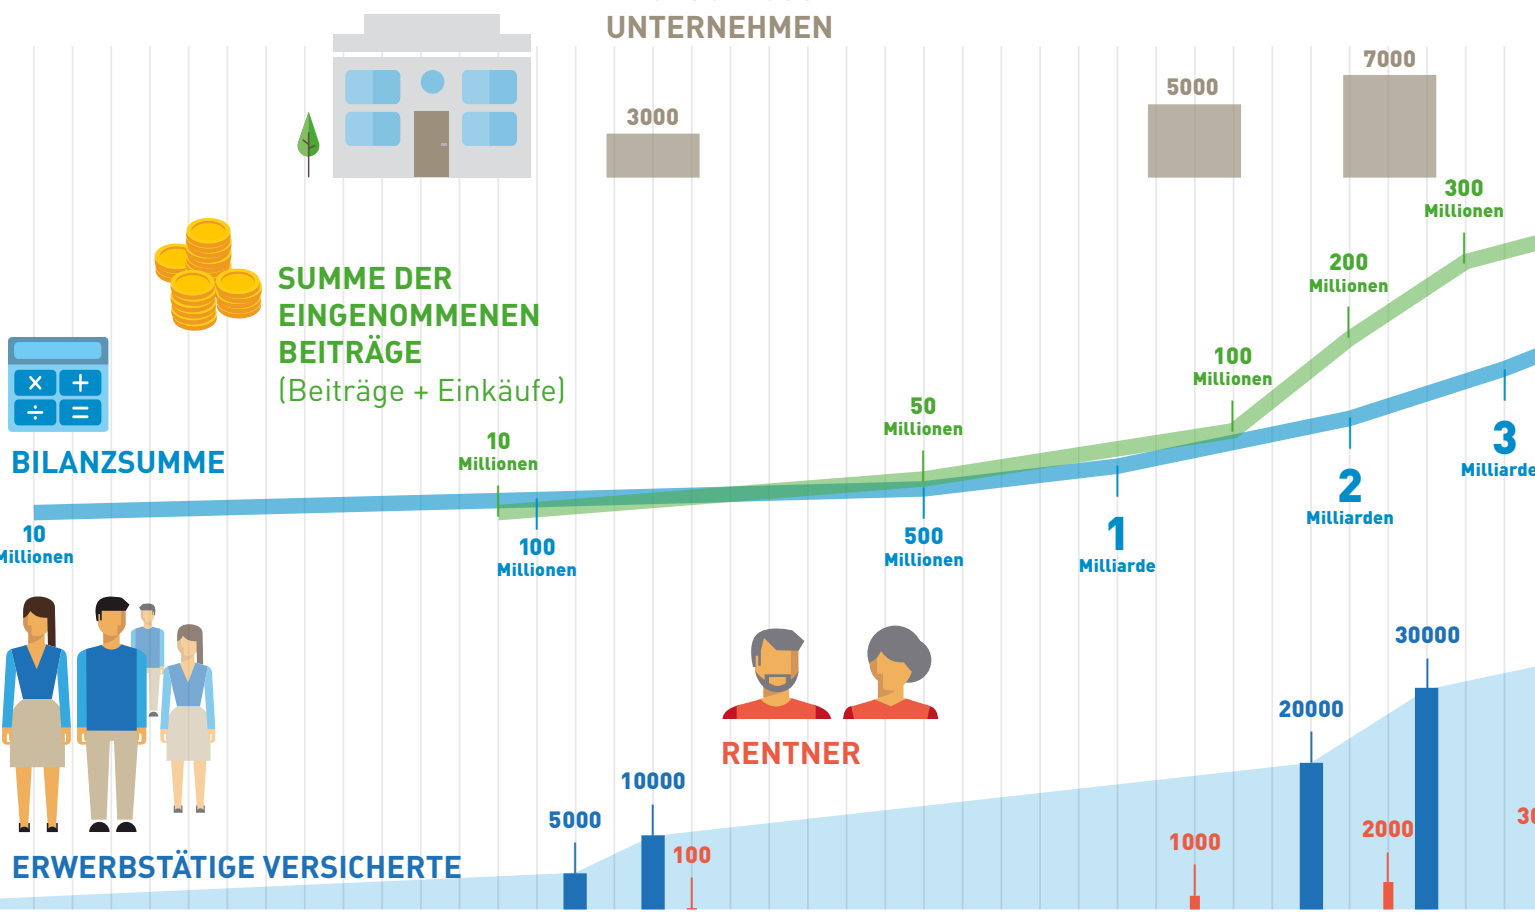 UNTERNEHMEN
3000
5000
7000
SUMME DER
EINGENOMMENEN
BEITRÄGE
(Beiträge + Einkäufe)
10
Millionen
50
Millionen
100
Millionen
200
Millionen
300
Millionen
BILANZSUMME
10
Millionen
100
Millionen
500
Millionen
1
Milliarde
2
Milliarden
3
Milliarde
RENTNER
100
1000
2000
ERWERBSTÄTIGE VERSICHERTE
5000
10000
20000
30000